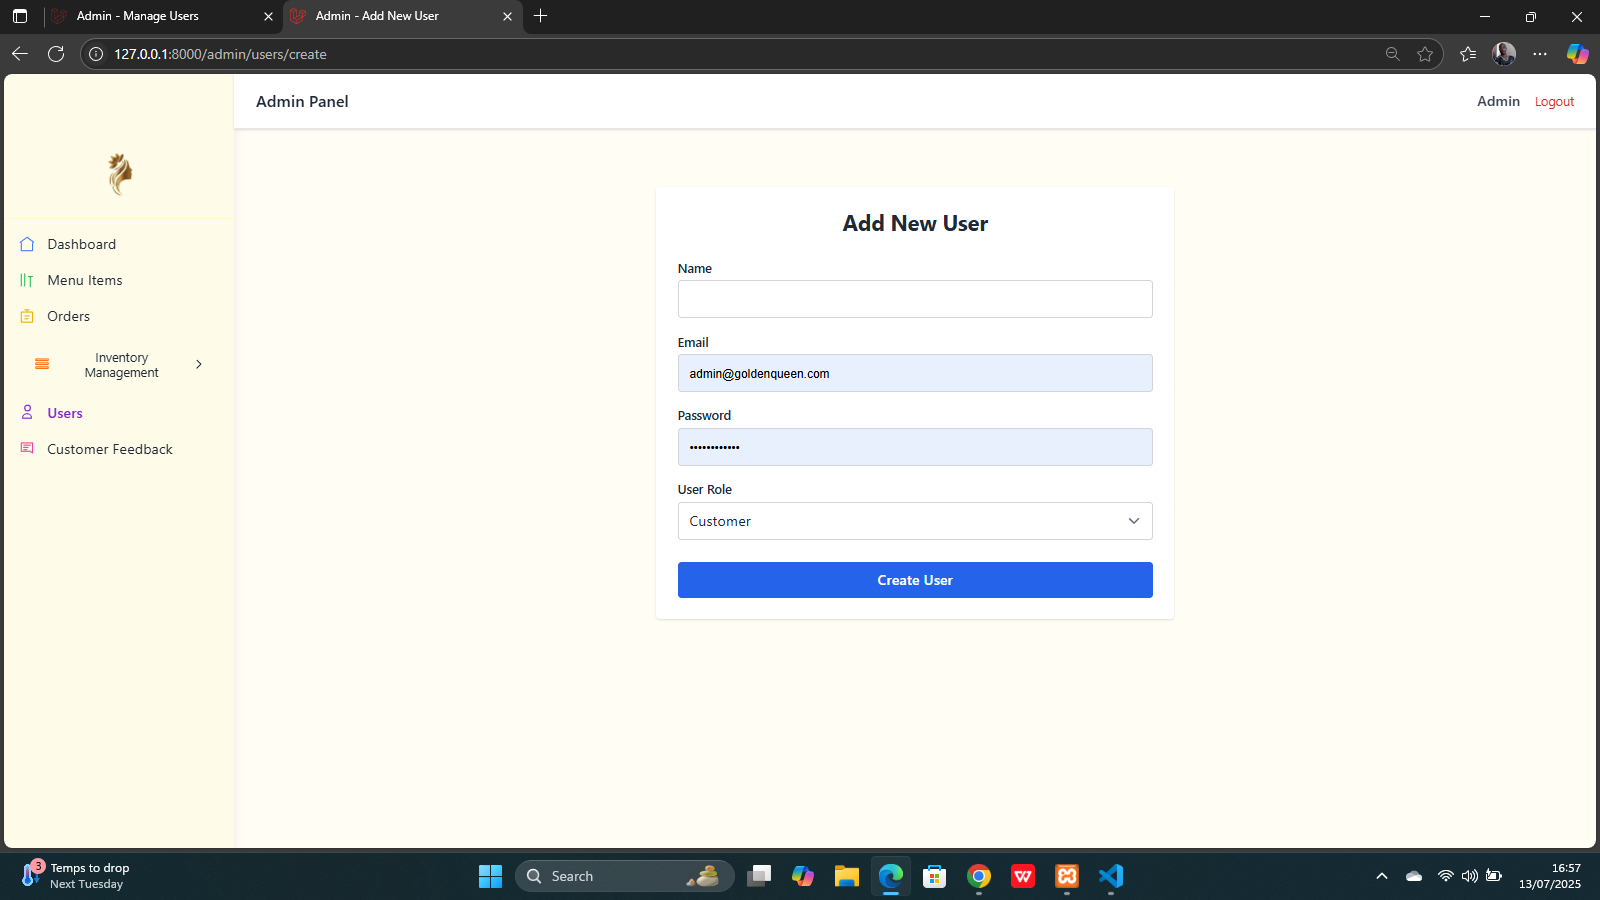 Admin - Manage Users
Admin - Add New User
127.0.0.1:8000/admin/users/create
Admin Panel
Admin
Logout
Dashboard
Menu Items
Orders
Inventory
Management
Users
Customer Feedback
Add New User
Name
Email
admin@goldenqueen.com
Password
••••••••••••
User Role
Customer
Create User
3
Temps to drop
Next Tuesday
Search
W
16:57
13/07/2025